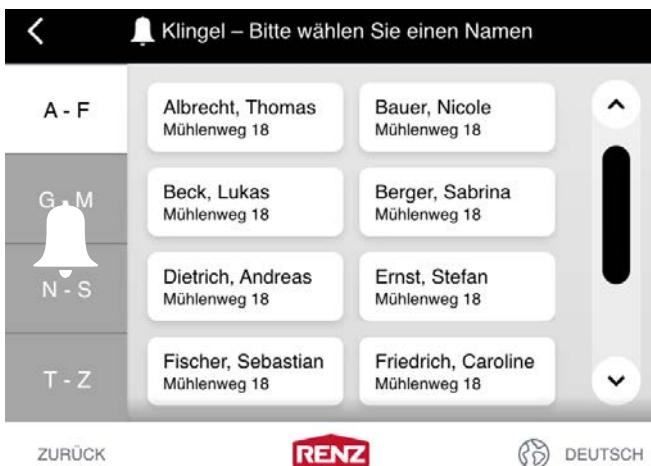 Klingel – Bitte wählen Sie einen Namen
A - F
G - M
N - S
T - Z
Albrecht, Thomas
Mühlenweg 18
Bauer, Nicole
Mühlenweg 18
Beck, Lukas
Mühlenweg 18
Berger, Sabrina
Mühlenweg 18
Dietrich, Andreas
Mühlenweg 18
Ernst, Stefan
Mühlenweg 18
Fischer, Sebastian
Mühlenweg 18
Friedrich, Caroline
Mühlenweg 18
ZURÜCK
RENZ
DEUTSCH